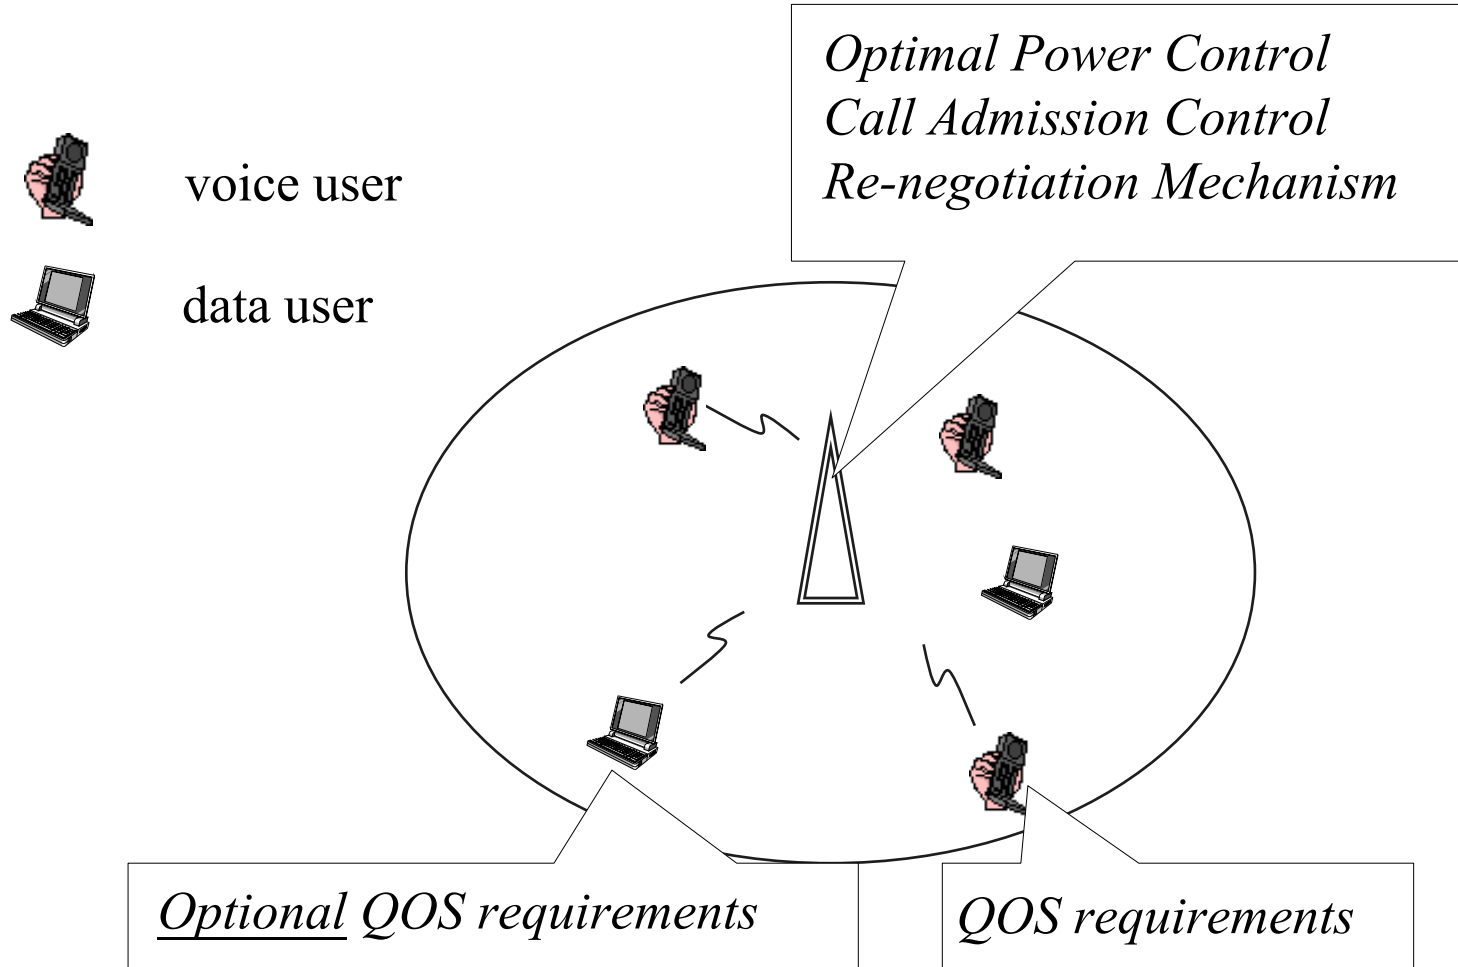 Optimal Power Control
Call Admission Control
Re-negotiation Mechanism
voice user
data user
Optional QOS requirements
QOS requirements